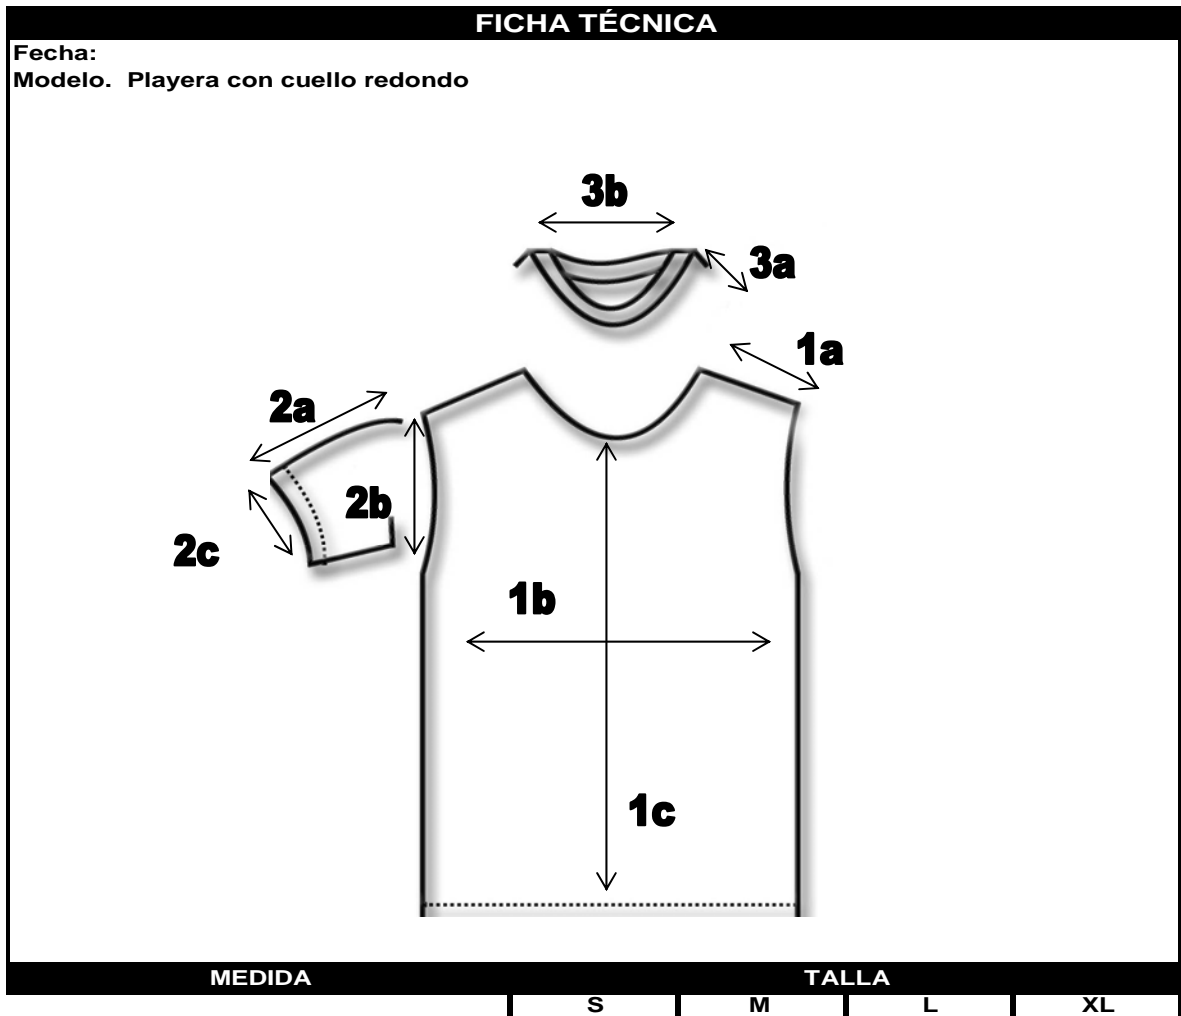 FICHA TÉCNICA
Fecha:
Modelo. Playera con cuello redondo
3b
3a
1a
2a
2b
2c
1b
1c
MEDIDA TALLA
S M L XL